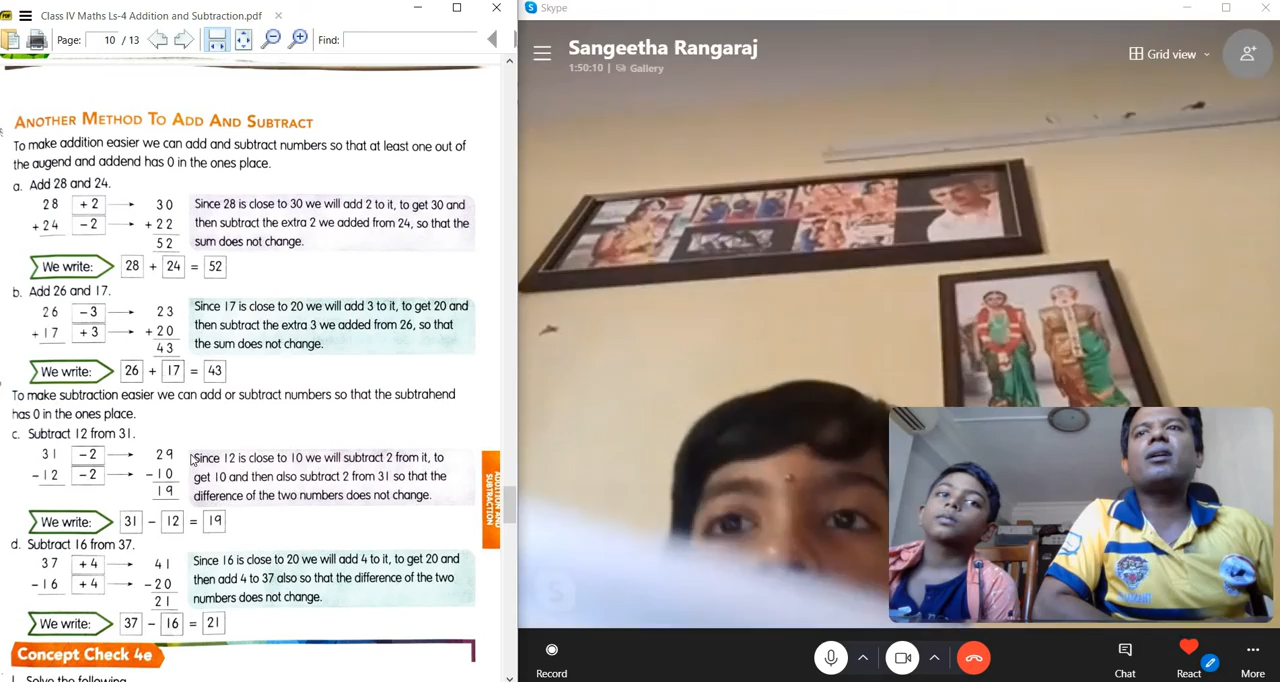 Class IV Maths Ls-4 Addition and Subtraction.pdf
Page: 10 / 13 Find:
ANOTHER METHOD TO ADD AND SUBTRACT
To make addition easier we can add and subtract numbers so that at least one out of
the augend and addend has 0 in the ones place.
a. Add 28 and 24.
28 +2 30
+24 -2 +22
52
Since 28 is close to 30 we will add 2 to it, to get 30 and
then subtract the extra 2 we added from 24, so that the
sum does not change.
We write: 28 + 24 = 52
b. Add 26 and 17.
26 -3 23
+17 +3 +20
43
Since 17 is close to 20 we will add 3 to it, to get 20 and
then subtract the extra 3 we added from 26, so that
the sum does not change.
We write: 26 + 17 = 43
To make subtraction easier we can add or subtract numbers so that the subtrahend
has 0 in the ones place.
c. Subtract 12 from 31.
31 -2 29
-12 -2 -10
19
Since 12 is close to 10 we will subtract 2 from it, to
get 10 and then also subtract 2 from 31 so that the
difference of the two numbers does not change.
We write: 31 - 12 = 19
d. Subtract 16 from 37.
37 +4 41
-16 +4 -20
21
Since 16 is close to 20 we will add 4 to it, to get 20 and
then add 4 to 37 also so that the difference of the two
numbers does not change.
We write: 37 - 16 = 21
ADDITION AND
SUBTRACTION
Concept Check 4e
1. Solve the following.
Skype
Sangeetha Rangaraj
1:50:10 | Gallery
Grid view
Record
Chat
React
More